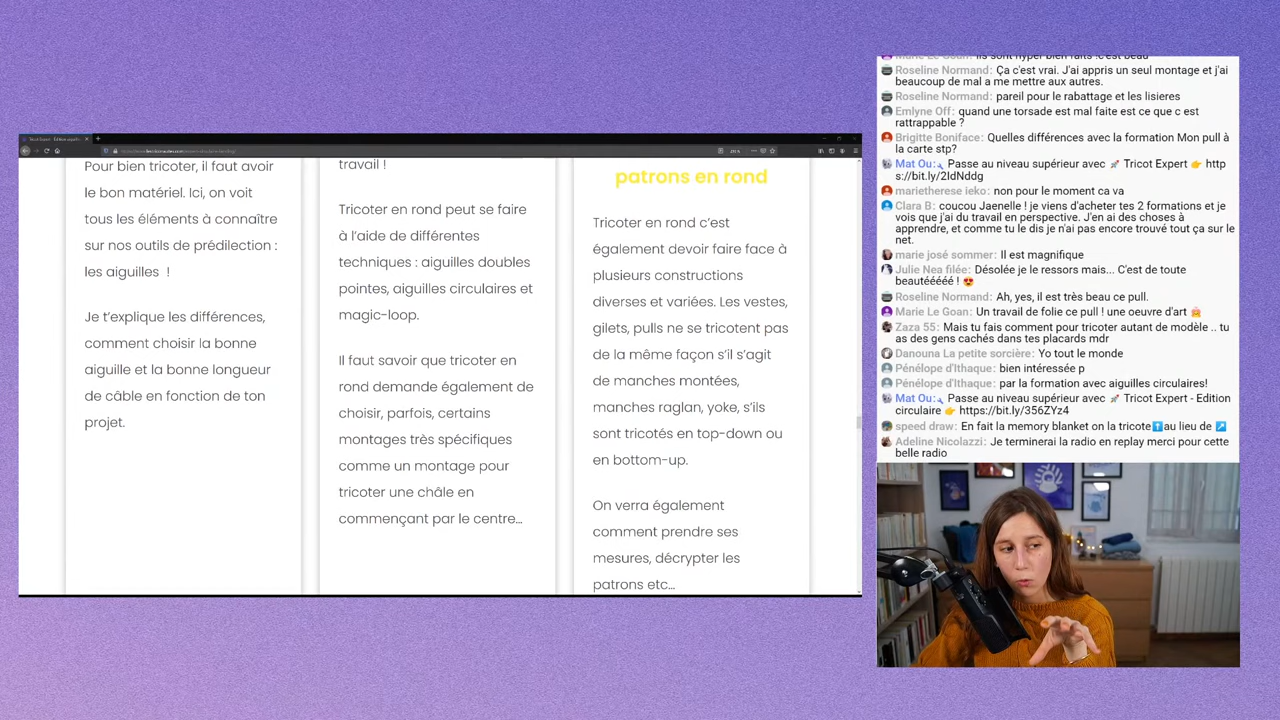 Pour bien tricoter, il faut avoir
le bon matériel. Ici, on voit
tous les éléments à connaître
sur nos outils de prédilection :
les aiguilles !
Je t'explique les différences,
comment choisir la bonne
aiguille et la bonne longueur
de câble en fonction de ton
projet.
travail !
Tricoter en rond peut se faire
à l'aide de différentes
techniques : aiguilles doubles
pointes, aiguilles circulaires et
magic-loop.
Il faut savoir que tricoter en
rond demande également de
choisir, parfois, certains
montages très spécifiques
comme un montage pour
tricoter une châle en
commençant par le centre...
patrons en rond
Tricoter en rond c'est
également devoir faire face à
plusieurs constructions
diverses et variées. Les vestes,
gilets, pulls ne se tricotent pas
de la même façon s'il s'agit
de manches montées,
manches raglan, yoke, s'ils
sont tricotés en top-down ou
en bottom-up.
On verra également
comment prendre ses
mesures, décrypter les
patrons etc...
Marie Le Goan: Ils sont hyper bien faits !c'est beau
Roseline Normand: Ça c'est vrai. J'ai appris un seul montage et j'ai
beaucoup de mal a me mettre aux autres.
Roseline Normand: pareil pour le rabattage et les lisieres
Emlyne Off: quand une torsade est mal faite est ce que c est
rattrappable ?
Brigitte Boniface: Quelles différences avec la formation Mon pull à
la carte stp?
Mat Ou: Passe au niveau supérieur avec 🚀 Tricot Expert 👉 http
s://bit.ly/2IdNddg
mariethérese ieko: non pour le moment ca va
Clara B: coucou Jaenelle ! je viens d'acheter tes 2 formations et je
vois que j'ai du travail en perspective. J'en ai des choses à
apprendre, et comme tu le dis je n'ai pas encore trouvé tout ça sur le
net.
marie josé sommer: Il est magnifique
Julie Nea filée: Désolée je le ressors mais... C'est de toute
beautééééé ! 😍
Roseline Normand: Ah, yes, il est très beau ce pull.
Marie Le Goan: Un travail de folie ce pull ! une oeuvre d'art
Zaza 55: Mais tu fais comment pour tricoter autant de modèle .. tu
as des gens cachés dans tes placards mdr
Danouna La petite sorcière: Yo tout le monde
Pénélope d'Ithaque: bien intéressée p
Pénélope d'Ithaque: par la formation avec aiguilles circulaires!
Mat Ou: Passe au niveau supérieur avec 🚀 Tricot Expert - Edition
circulaire 👉 https://bit.ly/356ZYz4
speed draw: En fait la memory blanket on la tricote⬆️au lieu de ↗️
Adeline Nicolazzi: Je terminerai la radio en replay merci pour cette
belle radio